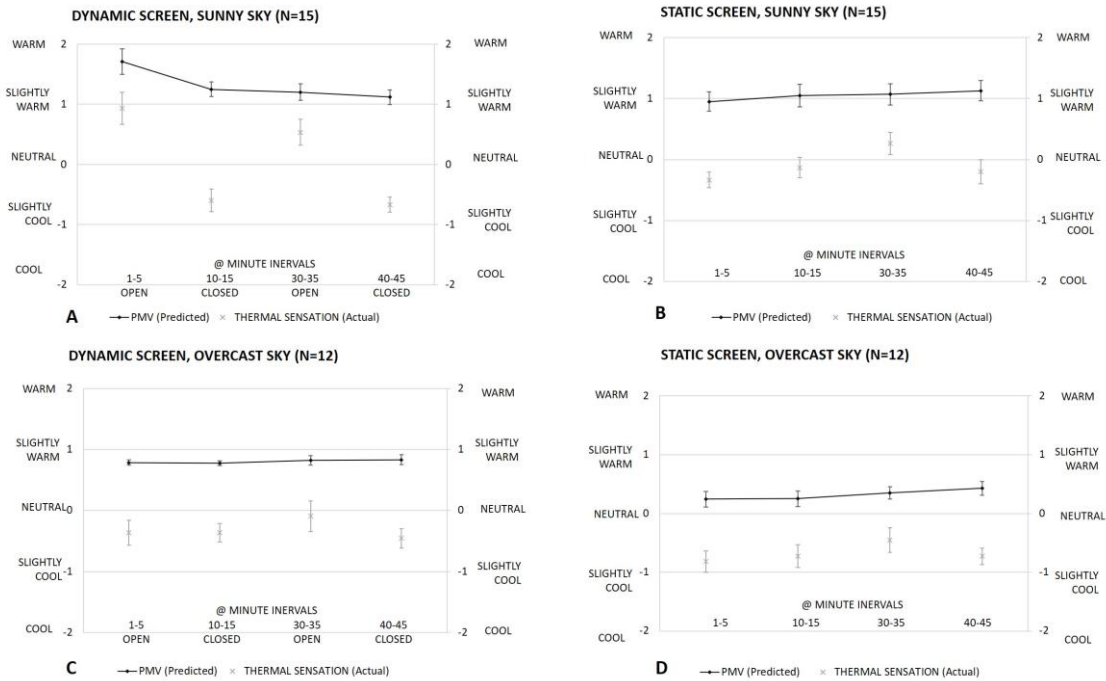 DYNAMIC SCREEN, SUNNY SKY (N=15)
WARM 2 2 WARM
SLIGHTLY
WARM 1 1 SLIGHTLY
WARM
NEUTRAL 0 0 NEUTRAL
SLIGHTLY
COOL -1 -1 SLIGHTLY
COOL
@ MINUTE INERVALS
COOL -2 -2 COOL
1-5 10-15 30-35 40-45
OPEN CLOSED OPEN CLOSED
A PMV (Predicted) THERMAL SENSATION (Actual)
STATIC SCREEN, SUNNY SKY (N=15)
WARM 2 2 WARM
SLIGHTLY
WARM 1 1 SLIGHTLY
WARM
NEUTRAL 0 0 NEUTRAL
SLIGHTLY
COOL -1 -1 SLIGHTLY
COOL
@ MINUTE INERVALS
1-5 10-15 30-35 40-45
COOL -2 -2 COOL
B PMV (Predicted) THERMAL SENSATION (Actual)
DYNAMIC SCREEN, OVERCAST SKY (N=12)
WARM 2 2 WARM
SLIGHTLY
WARM 1 1 SLIGHTLY
WARM
NEUTRAL 0 0 NEUTRAL
SLIGHTLY
COOL -1 -1 SLIGHTLY
COOL
@ MINUTE INERVALS
1-5 10-15 30-35 40-45
COOL -2 -2 COOL
OPEN CLOSED OPEN CLOSED
C PMV (Predicted) THERMAL SENSATION (Actual)
STATIC SCREEN, OVERCAST SKY (N=12)
WARM 2 2 WARM
SLIGHTLY
WARM 1 1 SLIGHTLY
WARM
NEUTRAL 0 0 NEUTRAL
SLIGHTLY
COOL -1 -1 SLIGHTLY
COOL
@ MINUTE INERVALS
1-5 10-15 30-35 40-45
COOL -2 -2 COOL
D PMV (Predicted) THERMAL SENSATION (Actual)